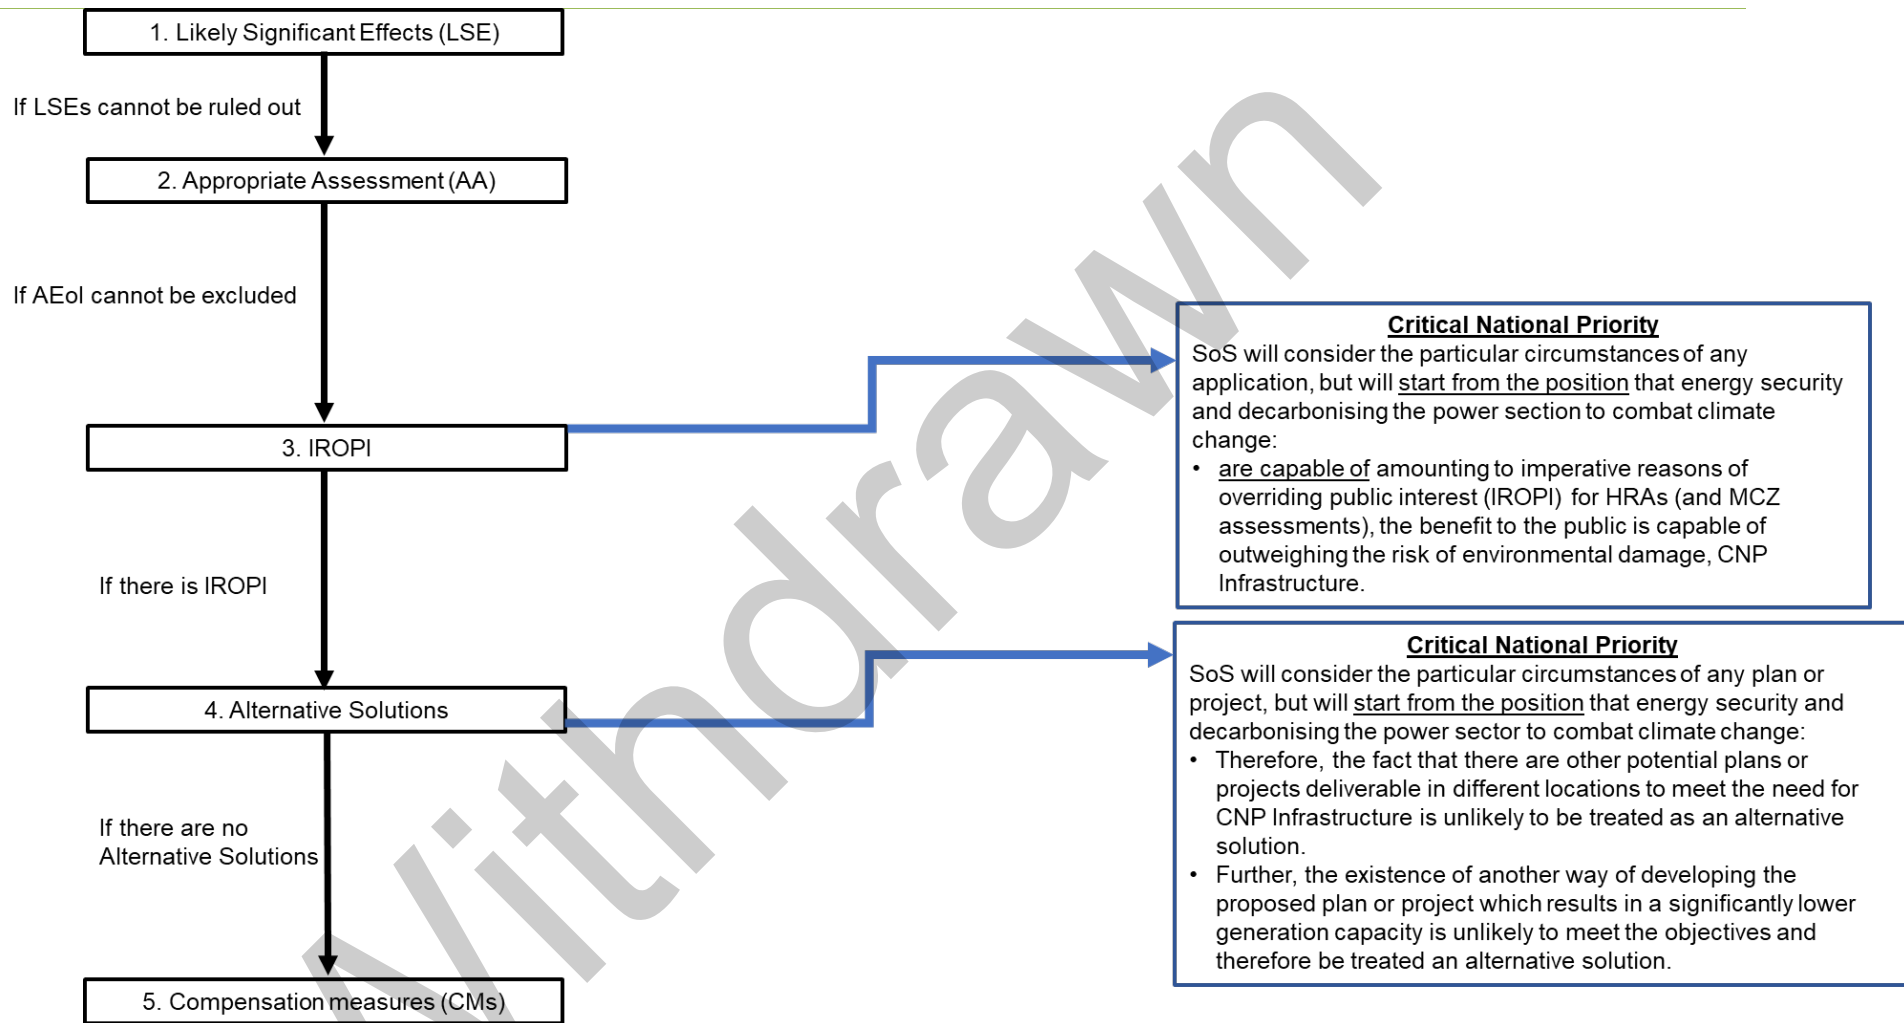 1. Likely Significant Effects (LSE)
If LSEs cannot be ruled out
2. Appropriate Assessment (AA)
If AEoI cannot be excluded
3. IROPI
If there is IROPI
4. Alternative Solutions
If there are no
Alternative Solutions
5. Compensation measures (CMs)
Critical National Priority
SoS will consider the particular circumstances of any
application, but will start from the position that energy security
and decarbonising the power section to combat climate
change:
• are capable of amounting to imperative reasons of
overriding public interest (IROPI) for HRAs (and MCZ
assessments), the benefit to the public is capable of
outweighing the risk of environmental damage, CNP
Infrastructure.
Critical National Priority
SoS will consider the particular circumstances of any plan or
project, but will start from the position that energy security and
decarbonising the power sector to combat climate change:
• Therefore, the fact that there are other potential plans or
projects deliverable in different locations to meet the need for
CNP Infrastructure is unlikely to be treated as an alternative
solution.
• Further, the existence of another way of developing the
proposed plan or project which results in a significantly lower
generation capacity is unlikely to meet the objectives and
therefore be treated an alternative solution.
Withdrawn